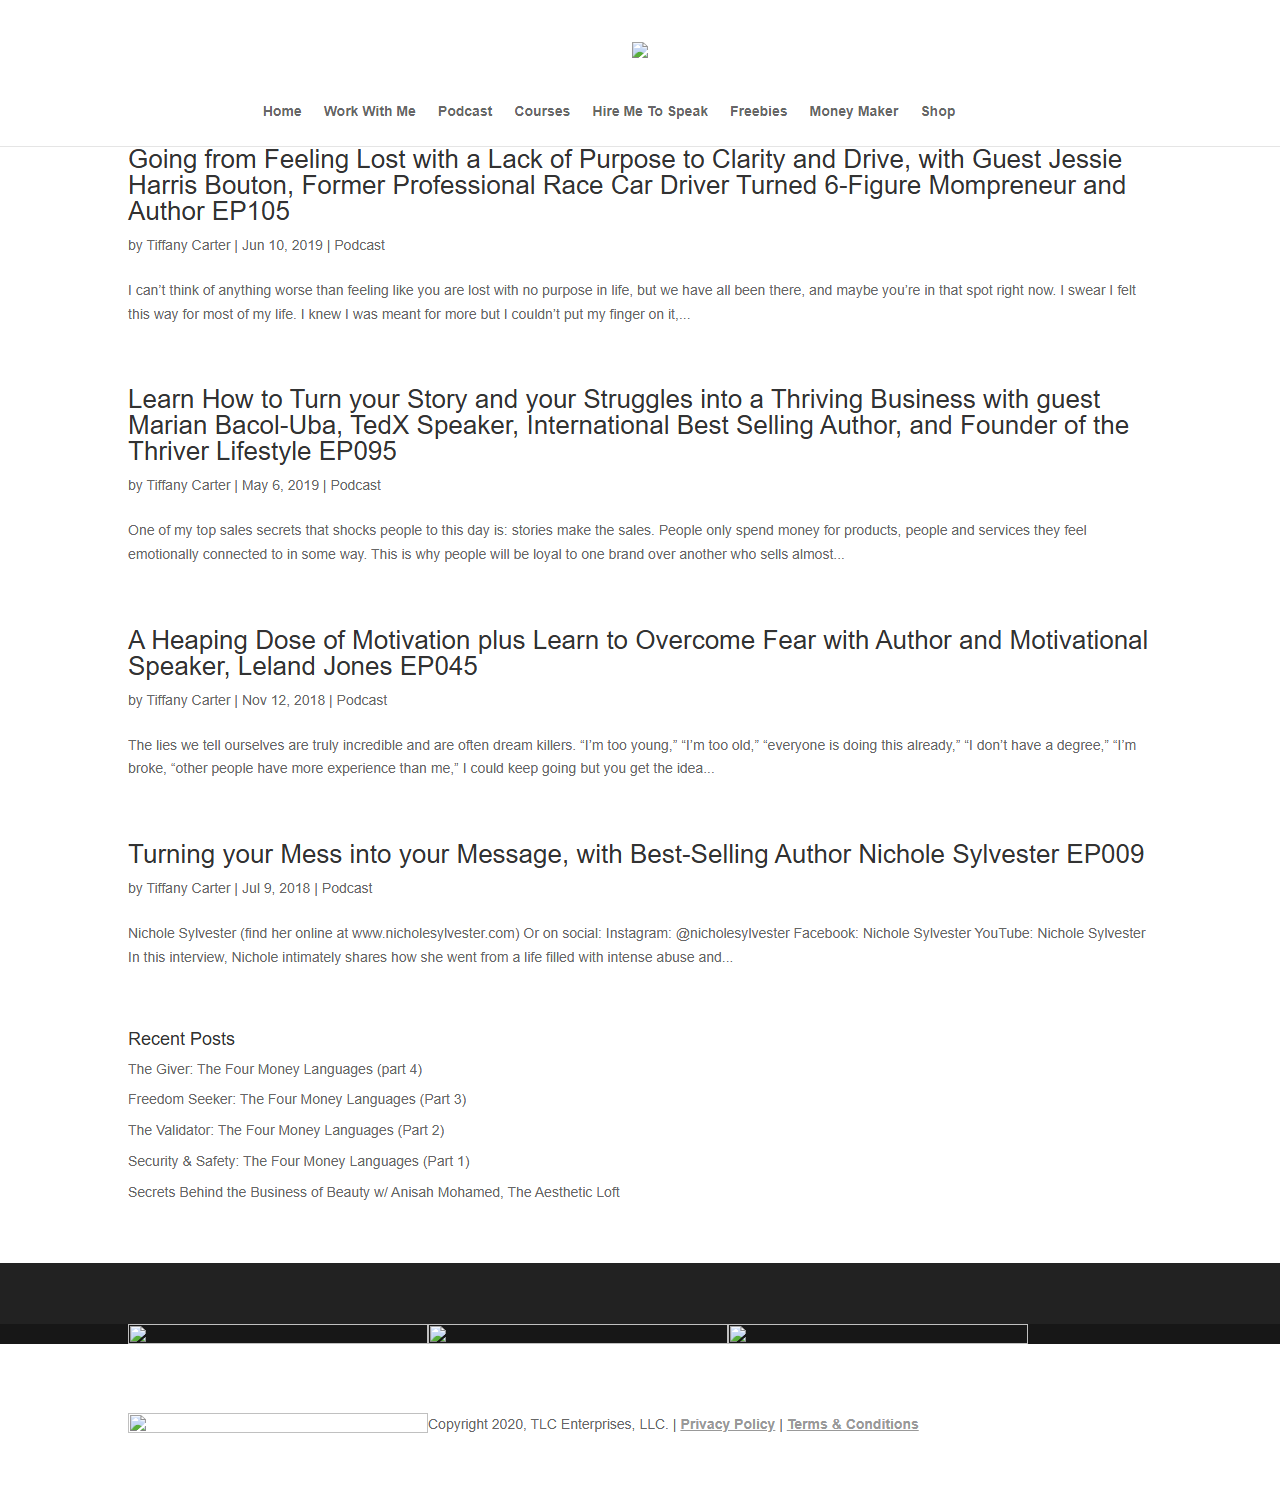 Home Work With Me Podcast Courses Hire Me To Speak Freebies Money Maker Shop
Going from Feeling Lost with a Lack of Purpose to Clarity and Drive, with Guest Jessie
Harris Bouton, Former Professional Race Car Driver Turned 6-Figure Mompreneur and
Author EP105
by Tiffany Carter | Jun 10, 2019 | Podcast
I can’t think of anything worse than feeling like you are lost with no purpose in life, but we have all been there, and maybe you’re in that spot right now. I swear I felt
this way for most of my life. I knew I was meant for more but I couldn’t put my finger on it,...
Learn How to Turn your Story and your Struggles into a Thriving Business with guest
Marian Bacol-Uba, TedX Speaker, International Best Selling Author, and Founder of the
Thriver Lifestyle EP095
by Tiffany Carter | May 6, 2019 | Podcast
One of my top sales secrets that shocks people to this day is: stories make the sales. People only spend money for products, people and services they feel
emotionally connected to in some way. This is why people will be loyal to one brand over another who sells almost...
A Heaping Dose of Motivation plus Learn to Overcome Fear with Author and Motivational
Speaker, Leland Jones EP045
by Tiffany Carter | Nov 12, 2018 | Podcast
The lies we tell ourselves are truly incredible and are often dream killers. “I’m too young,” “I’m too old,” “everyone is doing this already,” “I don’t have a degree,” “I’m
broke, “other people have more experience than me,” I could keep going but you get the idea...
Turning your Mess into your Message, with Best-Selling Author Nichole Sylvester EP009
by Tiffany Carter | Jul 9, 2018 | Podcast
Nichole Sylvester (find her online at www.nicholesylvester.com) Or on social: Instagram: @nicholesylvester Facebook: Nichole Sylvester YouTube: Nichole Sylvester
In this interview, Nichole intimately shares how she went from a life filled with intense abuse and...
Recent Posts
The Giver: The Four Money Languages (part 4)
Freedom Seeker: The Four Money Languages (Part 3)
The Validator: The Four Money Languages (Part 2)
Security & Safety: The Four Money Languages (Part 1)
Secrets Behind the Business of Beauty w/ Anisah Mohamed, The Aesthetic Loft
Copyright 2020, TLC Enterprises, LLC. | Privacy Policy | Terms & Conditions